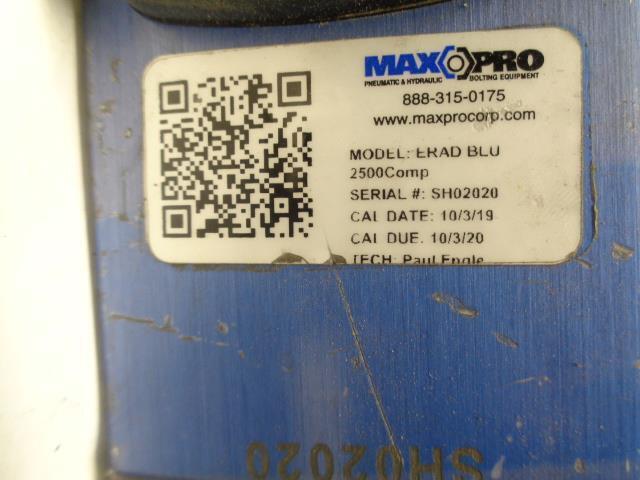 MAXPRO
PNEUMATIC & HYDRAULIC BOLTING EQUIPMENT
888-315-0175
www.maxprocorp.com
MODEL: ERAD BLU
2500Comp
SERIAL #: SH02020
CAL DATE: 10/3/19
CAL DUE. 10/3/20
TECH: Paul Engle
SH02020